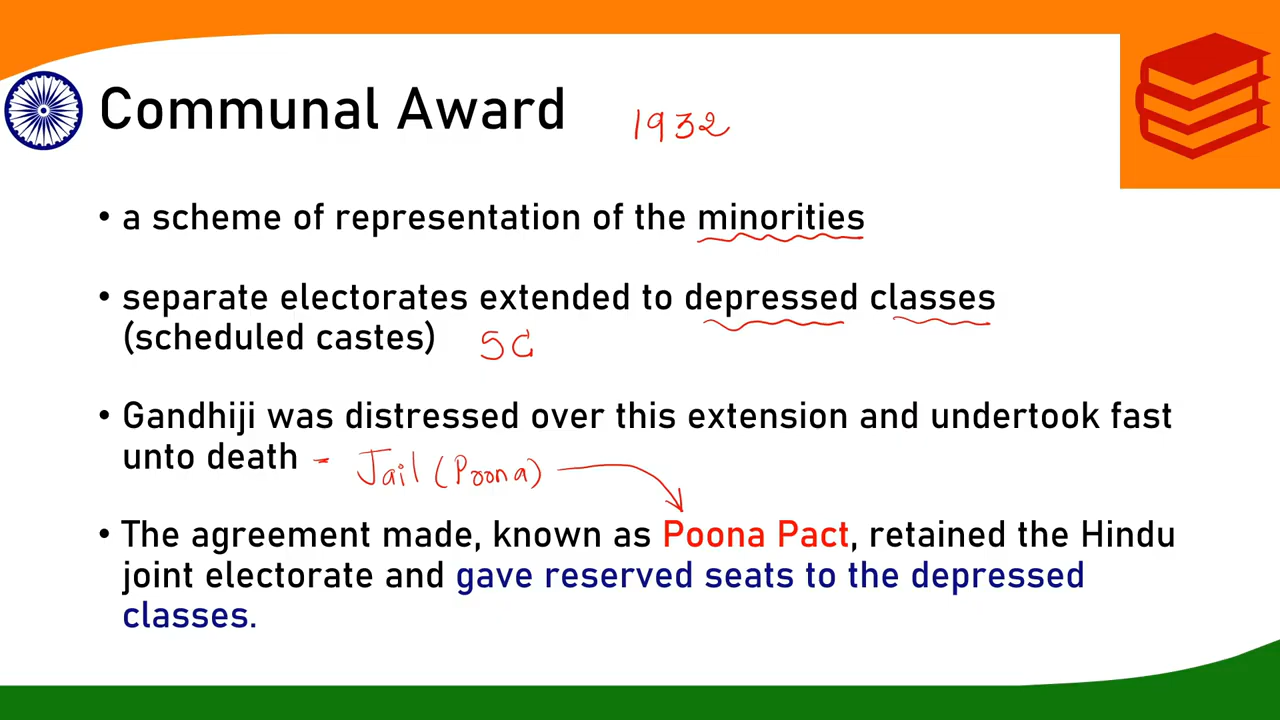 Communal Award 1932
• a scheme of representation of the minorities
• separate electorates extended to depressed classes
(scheduled castes) SC
• Gandhiji was distressed over this extension and undertook fast
unto death - Jail (Poona)
• The agreement made, known as Poona Pact, retained the Hindu
joint electorate and gave reserved seats to the depressed
classes.